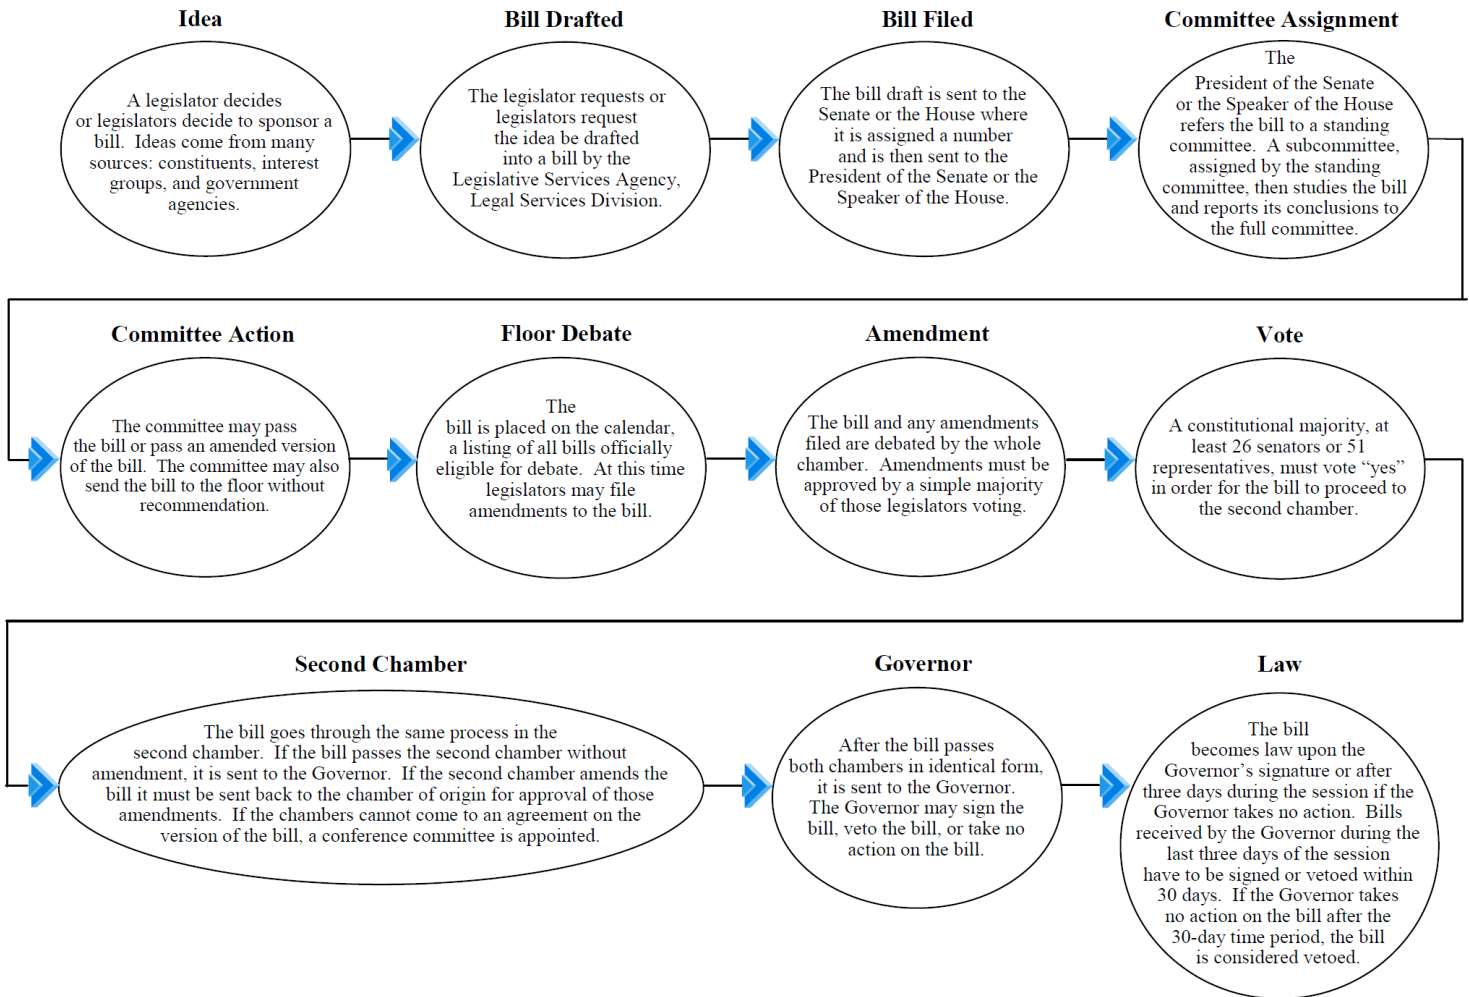 Idea
A legislator decides
or legislators decide to sponsor a
bill. Ideas come from many
sources: constituents, interest
groups, and government
agencies.
Bill Drafted
The legislator requests or
legislators request
the idea be drafted
into a bill by the
Legislative Services Agency,
Legal Services Division.
Bill Filed
The bill draft is sent to the
Senate or the House where
it is assigned a number
and is then sent to the
President of the Senate or the
Speaker of the House.
Committee Assignment
The
President of the Senate
or the Speaker of the House
refers the bill to a standing
committee. A subcommittee,
assigned by the standing
committee, then studies the bill
and reports its conclusions to
the full committee.
Committee Action
The committee may pass
the bill or pass an amended version
of the bill. The committee may also
send the bill to the floor without
recommendation.
Floor Debate
The
bill is placed on the calendar,
a listing of all bills officially
eligible for debate. At this time
legislators may file
amendments to the bill.
Amendment
The bill and any amendments
filed are debated by the whole
chamber. Amendments must be
approved by a simple majority
of those legislators voting.
Vote
A constitutional majority, at
least 26 senators or 51
representatives, must vote “yes”
in order for the bill to proceed to
the second chamber.
Second Chamber
The bill goes through the same process in the
second chamber. If the bill passes the second chamber without
amendment, it is sent to the Governor. If the second chamber amends the
bill it must be sent back to the chamber of origin for approval of those
amendments. If the chambers cannot come to an agreement on the
version of the bill, a conference committee is appointed.
Governor
After the bill passes
both chambers in identical form,
it is sent to the Governor.
The Governor may sign the
bill, veto the bill, or take no
action on the bill.
Law
The bill
becomes law upon the
Governor’s signature or after
three days during the session if the
Governor takes no action. Bills
received by the Governor during the
last three days of the session
have to be signed or vetoed within
30 days. If the Governor takes
no action on the bill after the
30-day time period, the bill
is considered vetoed.